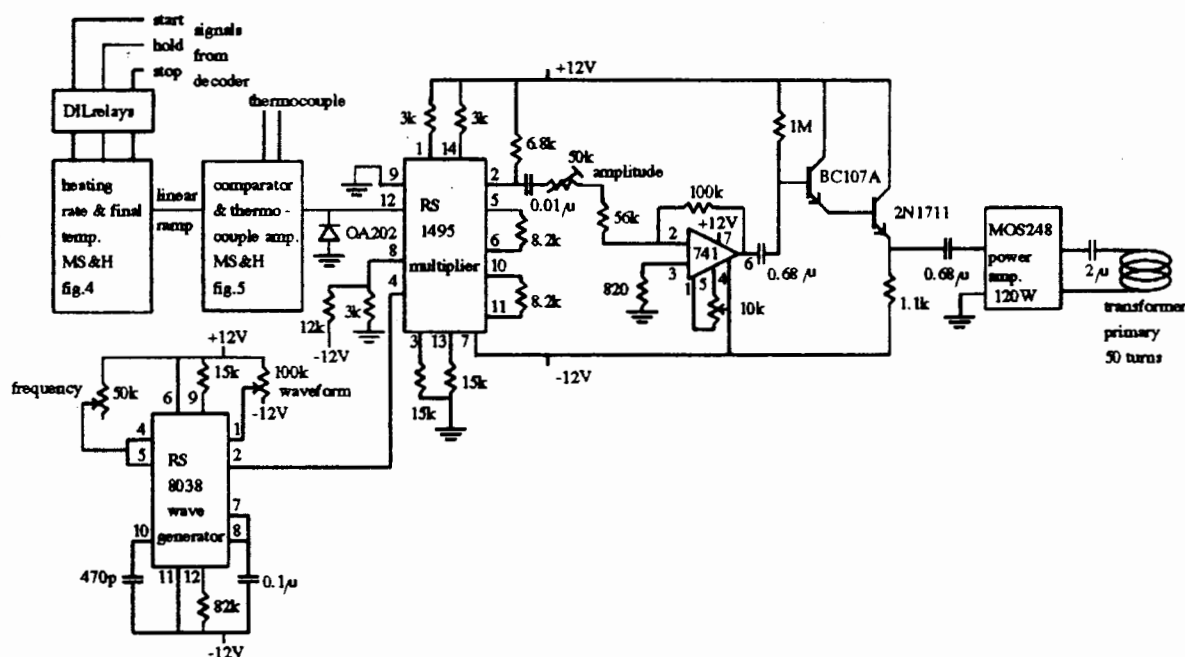 start
signals
hold
from
stop
decoder
DILrelays
thermocouple
heating
rate & final
temp.
MS&H
fig.4
linear
ramp
comparator
& thermo-
couple amp.
MS&H
fig.5
OA202
+12V
3k
3k
1
14
9
12
8
4
RS
1495
multiplier
2
5
6
10
11
3
13
7
6.8k
0.01/u
50k
amplitude
56k
8.2k
8.2k
12k
-12V
3k
15k
15k
-12V
100k
+12V
2
7
741
6
3
1
5
4
820
10k
0.68/u
1M
BC107A
2N1711
0.68/u
1.1k
MOS248
power
amp.
120W
2/u
transformer
primary
50 turns
+12V
frequency
50k
15k
100k
waveform
-12V
6
9
4
5
1
2
RS
8038
wave
generator
7
8
10
11
12
470p
82k
0.1/u
-12V